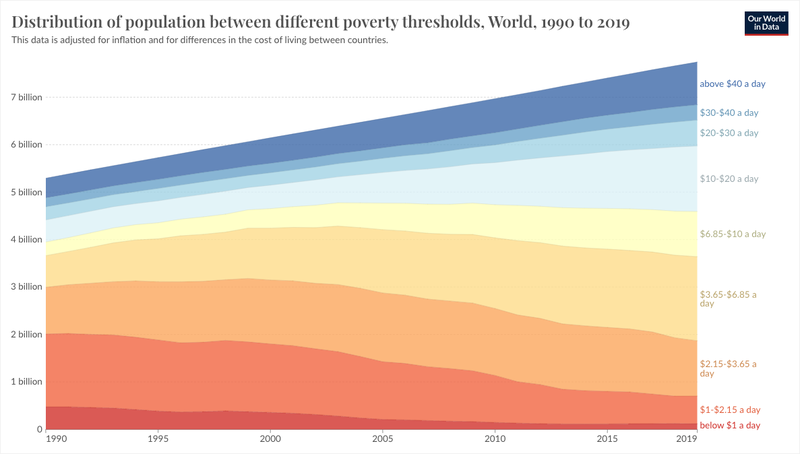 Distribution of population between different poverty thresholds, World, 1990 to 2019
Our World
in Data
This data is adjusted for inflation and for differences in the cost of living between countries.
above $40 a day
7 billion
$30-$40 a day
$20-$30 a day
6 billion
$10-$20 a day
5 billion
$6.85-$10 a day
4 billion
$3.65-$6.85 a
day
3 billion
2 billion
$2.15-$3.65 a
day
1 billion
$1-$2.15 a day
below $1 a day
0
1990
1995
2000
2005
2010
2015
2019